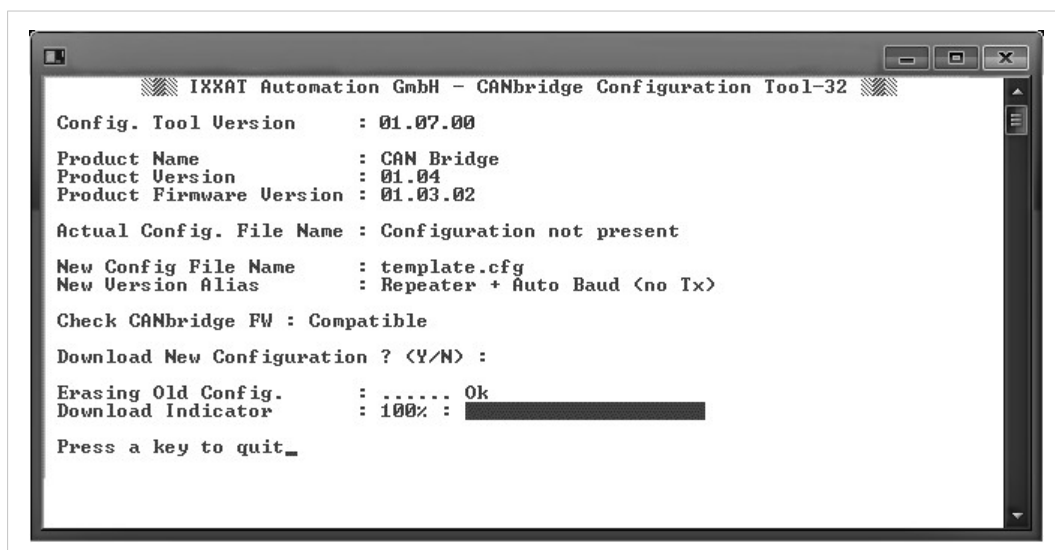 IXXAT Automation GmbH - CANbridge Configuration Tool-32
Config. Tool Version : 01.07.00
Product Name : CAN Bridge
Product Version : 01.04
Product Firmware Version : 01.03.02
Actual Config. File Name : Configuration not present
New Config File Name : template.cfg
New Version Alias : Repeater + Auto Baud (no Tx)
Check CANbridge FW : Compatible
Download New Configuration ? (Y/N) :
Erasing Old Config. : ...... Ok
Download Indicator : 100% :
Press a key to quit_